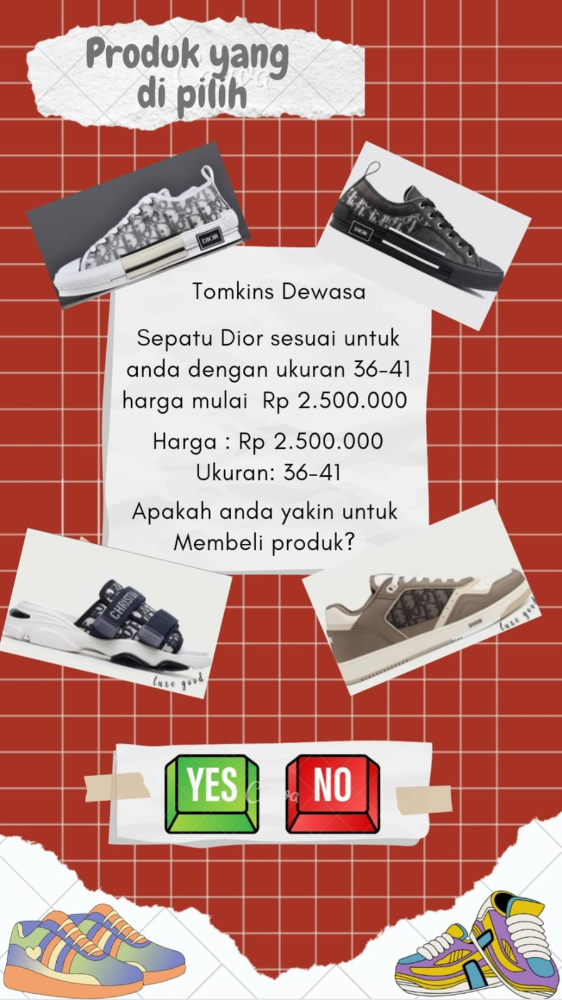 Produk yang
di pilih
DIOR
DIOR
Tomkins Dewasa
Sepatu Dior sesuai untuk
anda dengan ukuran 36-41
harga mulai Rp 2.500.000
Harga : Rp 2.500.000
Ukuran: 36-41
Apakah anda yakin untuk
Membeli produk?
CHRISTIA
luxe good
DIOR
luxe good
YES
NO